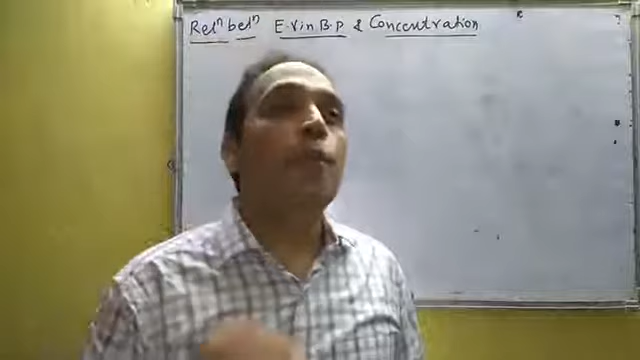 Relⁿ betⁿ E.V in B.P & Concentration